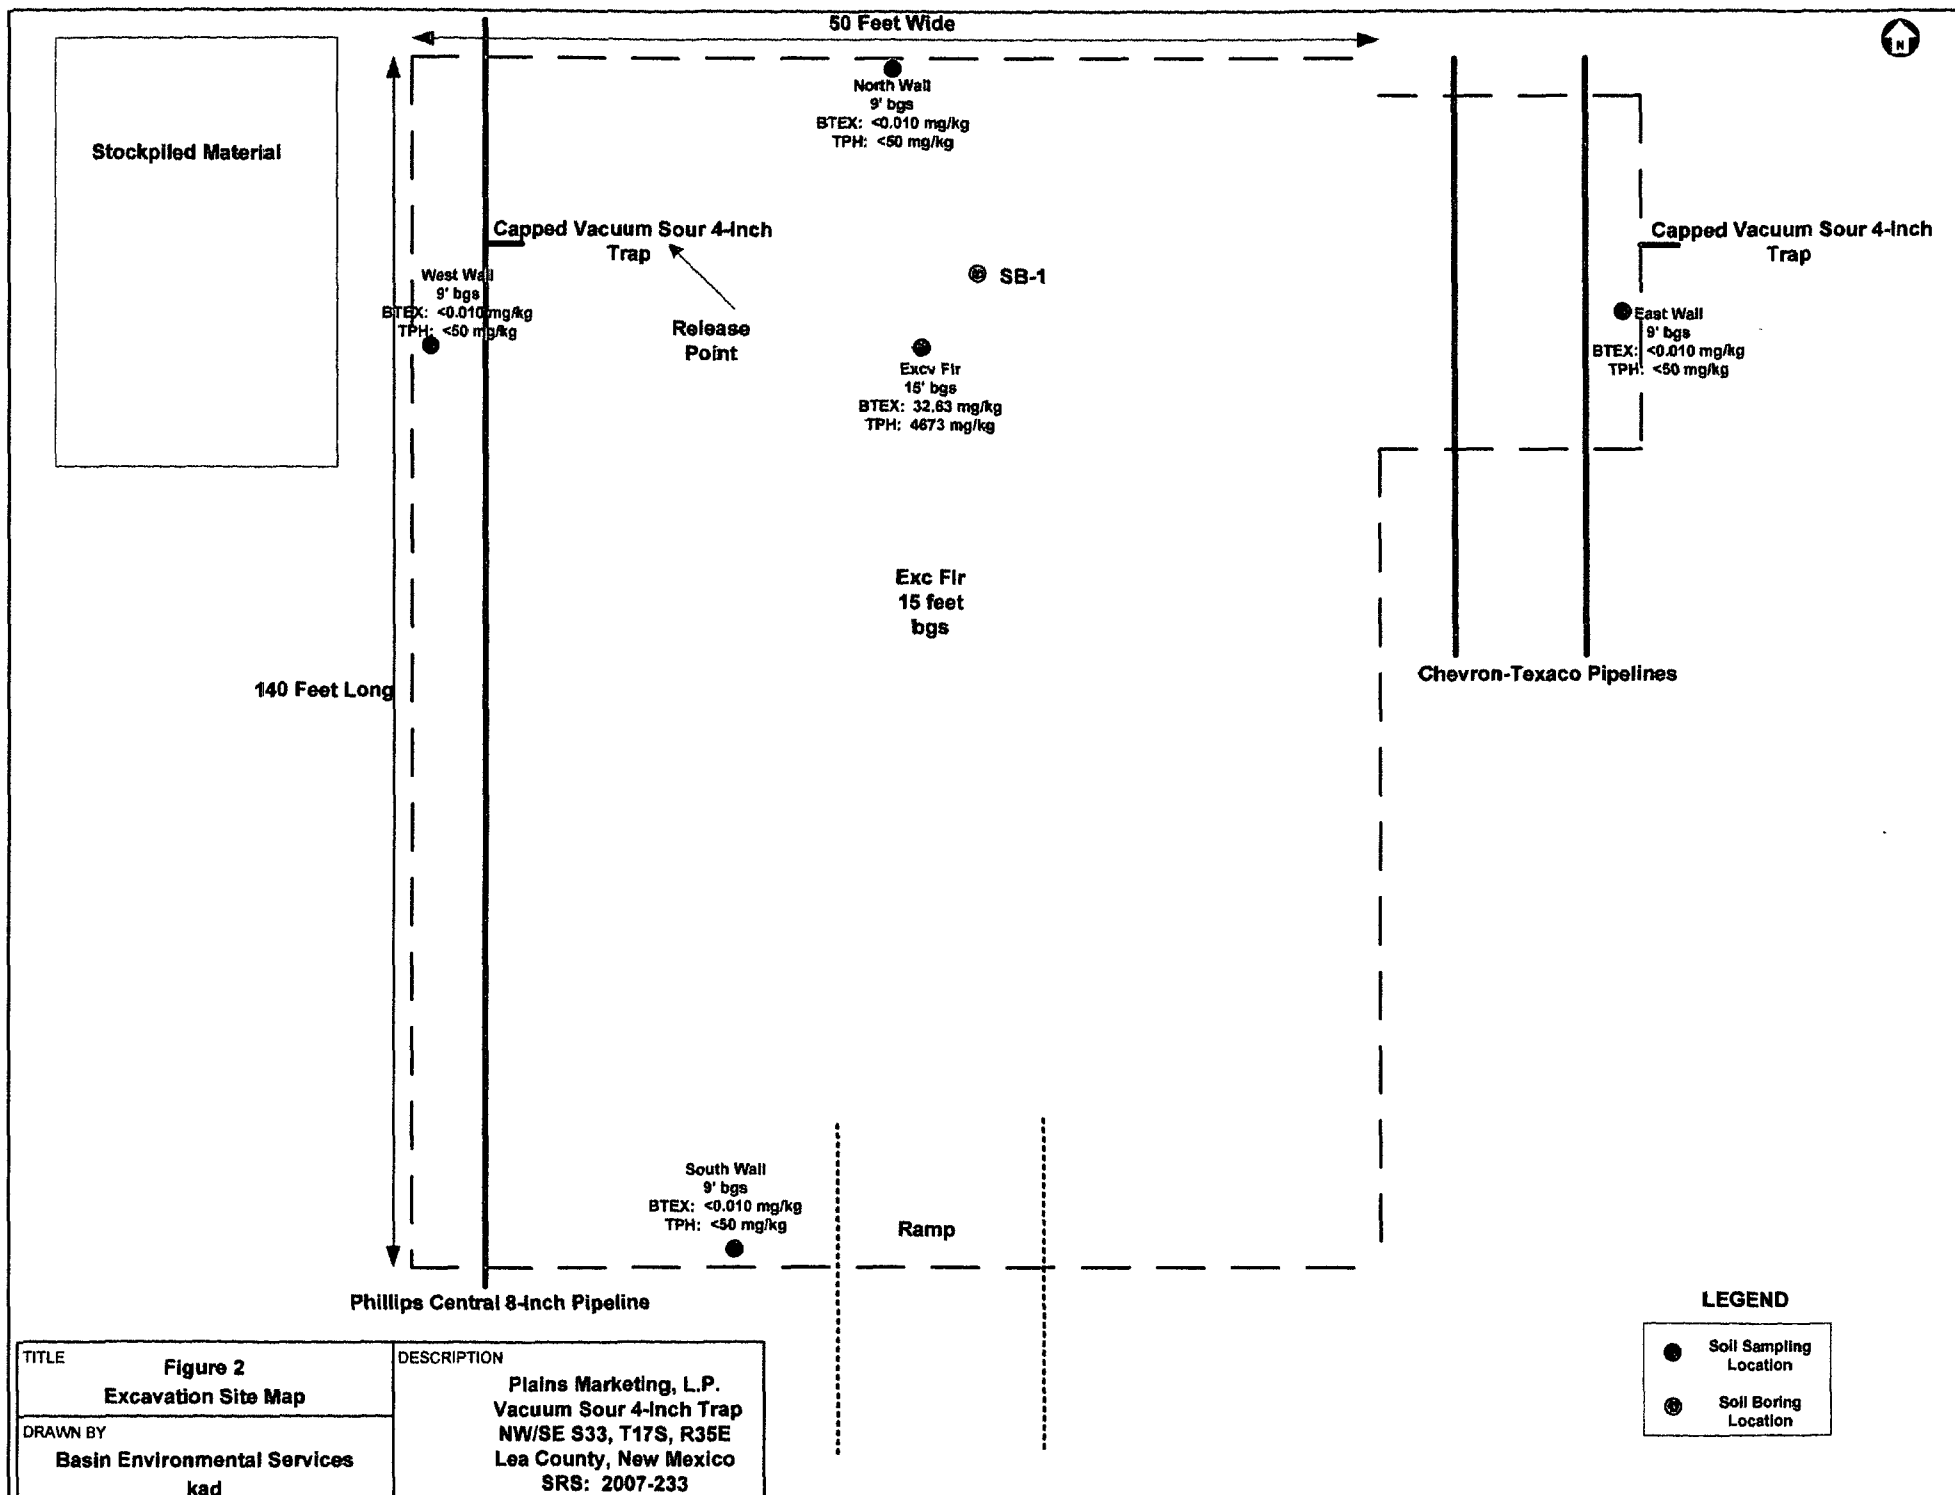 50 Feet Wide
N
Stockpiled Material
North Wall
9' bgs
BTEX: <0.010 mg/kg
TPH: <50 mg/kg
Capped Vacuum Sour 4-Inch
Trap
Capped Vacuum Sour 4-Inch
Trap
West Wall
9' bgs
BTEX: <0.010 mg/kg
TPH: <50 mg/kg
SB-1
Release
Point
East Wall
9' bgs
BTEX: <0.010 mg/kg
TPH: <50 mg/kg
Excv Flr
15' bgs
BTEX: 32.63 mg/kg
TPH: 4673 mg/kg
Exc Flr
15 feet
bgs
140 Feet Long
Chevron-Texaco Pipelines
South Wall
9' bgs
BTEX: <0.010 mg/kg
TPH: <50 mg/kg
Ramp
Phillips Central 8-Inch Pipeline
LEGEND
Soil Sampling
Location
Soil Boring
Location
TITLE
Figure 2
Excavation Site Map
DRAWN BY
Basin Environmental Services
kad
DESCRIPTION
Plains Marketing, L.P.
Vacuum Sour 4-Inch Trap
NW/SE S33, T17S, R35E
Lea County, New Mexico
SRS: 2007-233